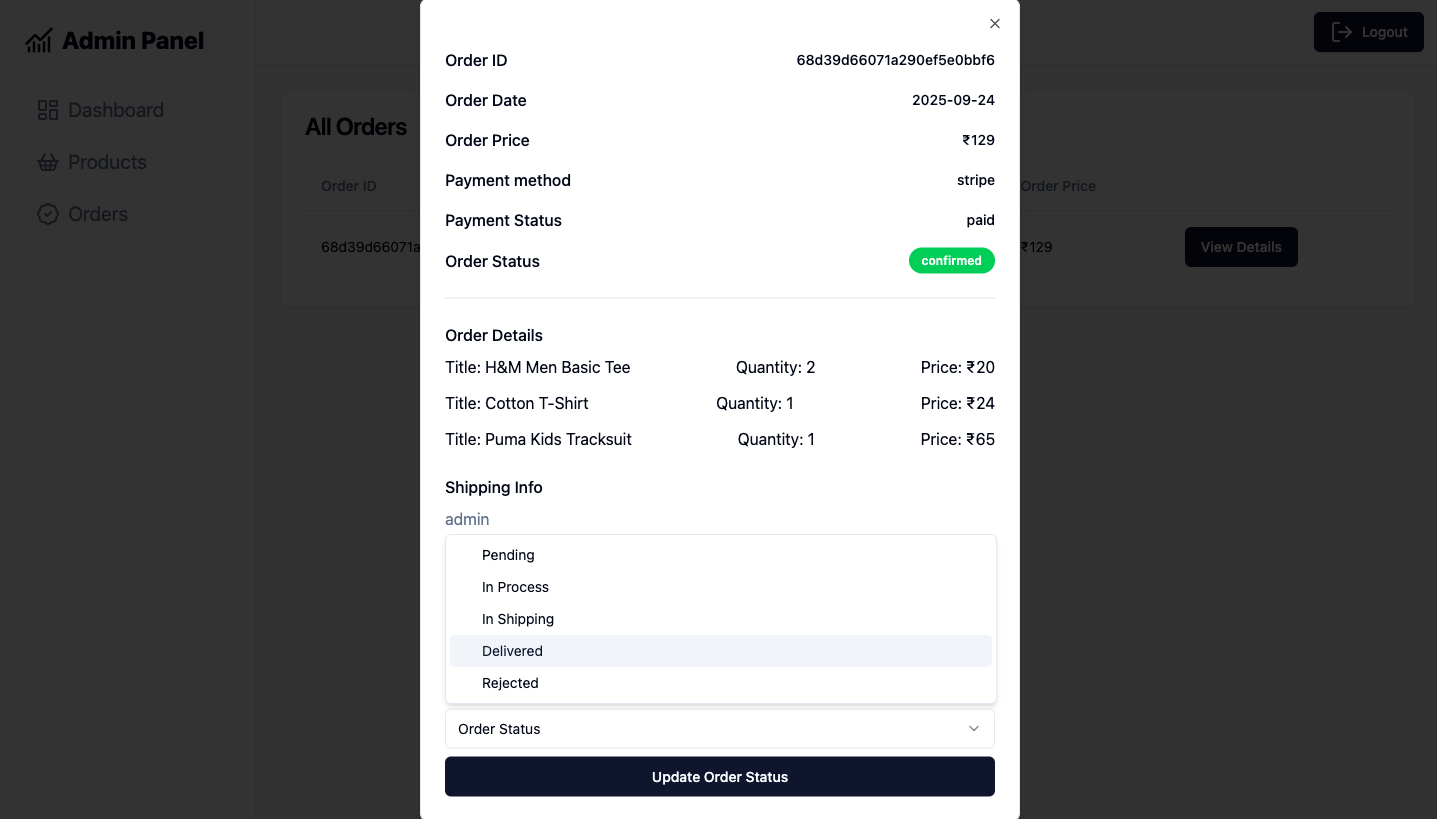 Admin Panel
Logout
Dashboard
Products
Orders
All Orders
Order ID
Order Price
68d39d66071a
₹129
View Details
Order ID 68d39d66071a290ef5e0bbf6
Order Date 2025-09-24
Order Price ₹129
Payment method stripe
Payment Status paid
Order Status confirmed
Order Details
Title: H&M Men Basic Tee Quantity: 2 Price: ₹20
Title: Cotton T-Shirt Quantity: 1 Price: ₹24
Title: Puma Kids Tracksuit Quantity: 1 Price: ₹65
Shipping Info
admin
Pending
In Process
In Shipping
Delivered
Rejected
Order Status
Update Order Status